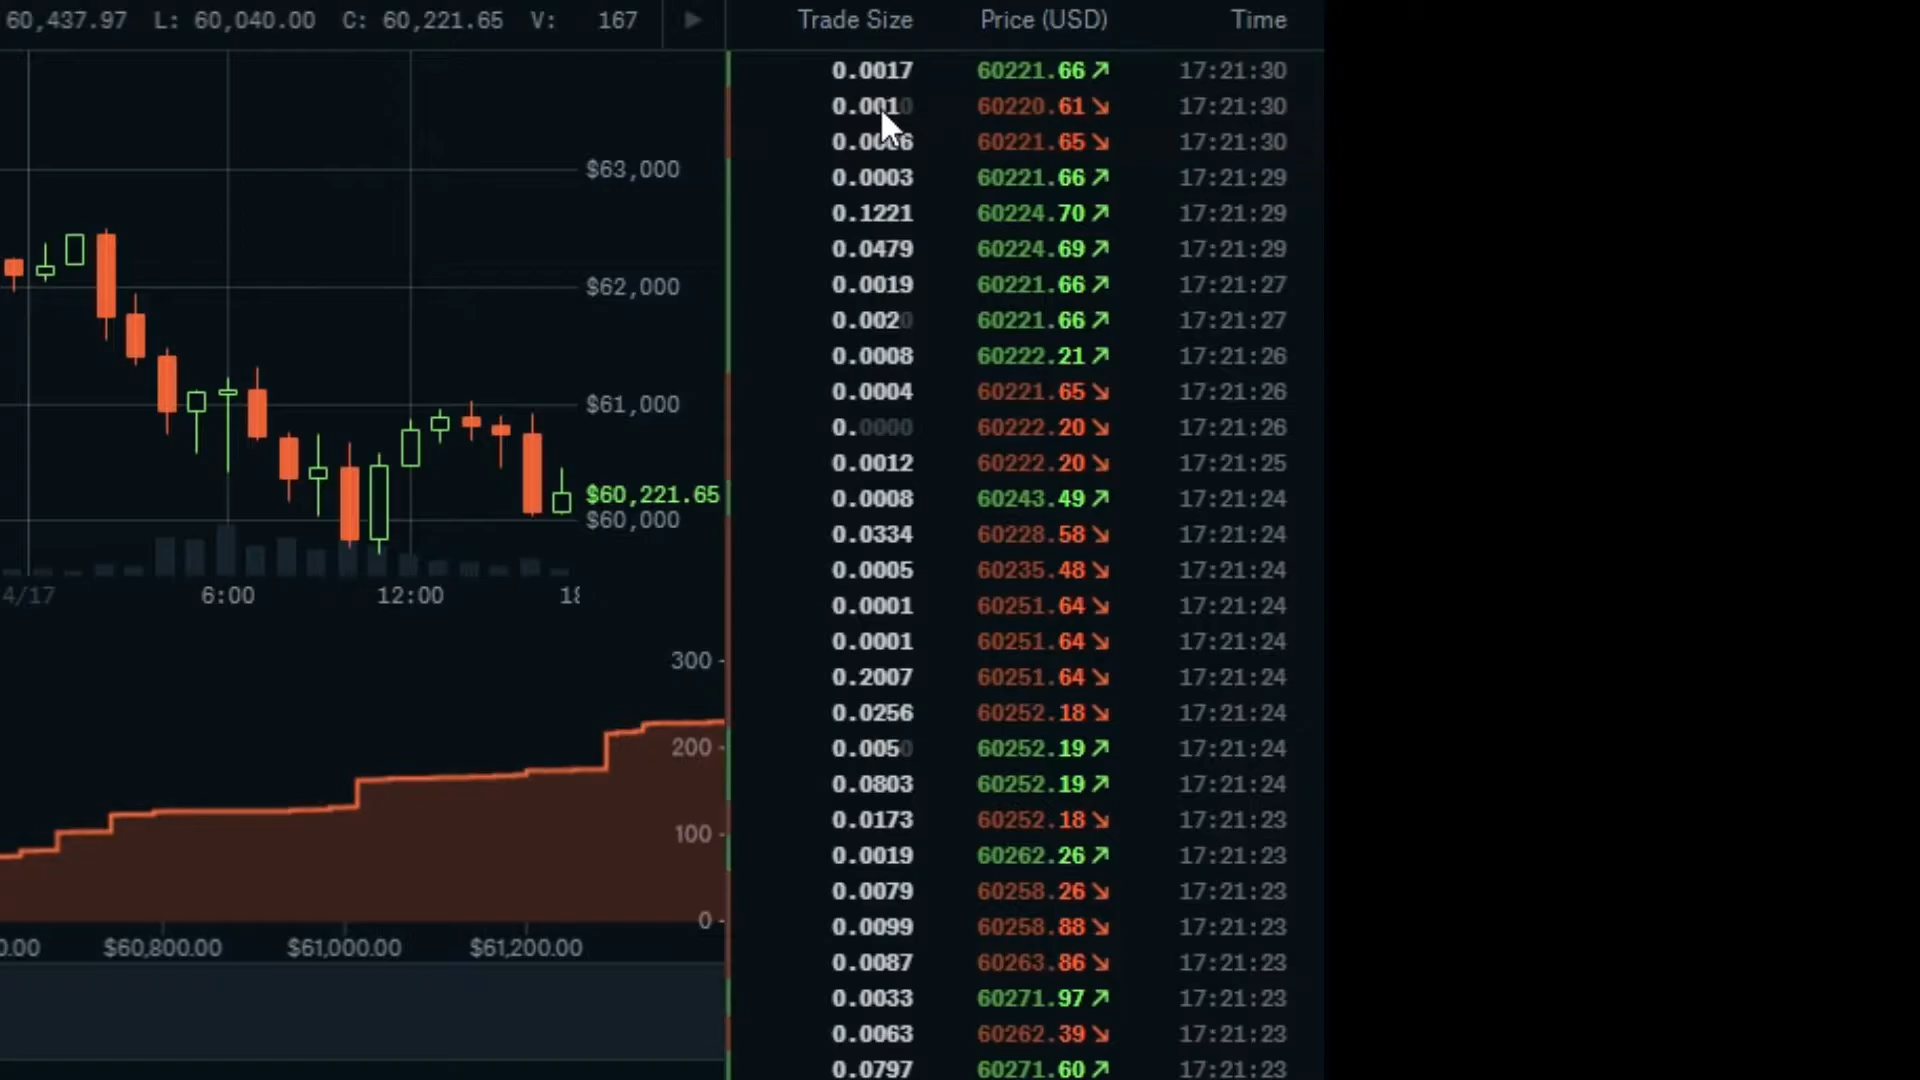 60,437.97 L: 60,040.00 C: 60,221.65 V: 167
$63,000
$62,000
$61,000
$60,221.65
$60,000
4/17 6:00 12:00
300
200
100
0
$60,800.00 $61,000.00 $61,200.00
Trade Size Price (USD) Time
0.0017 60221.66 ↗ 17:21:30
0.0010 60220.61 ↘ 17:21:30
60221.65 ↘ 17:21:30
0.0003 60221.66 ↗ 17:21:29
0.1221 60224.70 ↗ 17:21:29
0.0479 60224.69 ↗ 17:21:29
0.0019 60221.66 ↗ 17:21:27
0.0020 60221.66 ↗ 17:21:27
0.0008 60222.21 ↗ 17:21:26
0.0004 60221.65 ↘ 17:21:26
0.0000 60222.20 ↘ 17:21:26
0.0012 60222.20 ↘ 17:21:25
0.0008 60243.49 ↗ 17:21:24
0.0334 60228.58 ↘ 17:21:24
0.0005 60235.48 ↘ 17:21:24
0.0001 60251.64 ↘ 17:21:24
0.0001 60251.64 ↘ 17:21:24
0.2007 60251.64 ↘ 17:21:24
0.0256 60252.18 ↘ 17:21:24
0.0050 60252.19 ↗ 17:21:24
0.0803 60252.19 ↗ 17:21:24
0.0173 60252.18 ↘ 17:21:23
0.0019 60262.26 ↗ 17:21:23
0.0079 60258.26 ↘ 17:21:23
0.0099 60258.88 ↘ 17:21:23
0.0087 60263.86 ↘ 17:21:23
0.0033 60271.97 ↗ 17:21:23
0.0063 60262.39 ↘ 17:21:23
0.0797 60271.60 ↗ 17:21:23